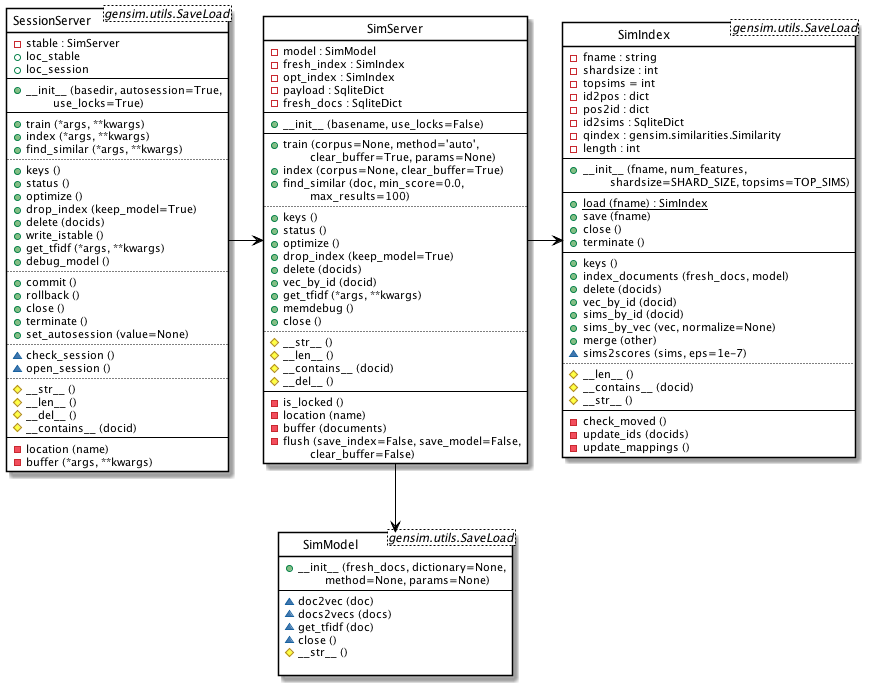 SessionServer
gensim.utils.SaveLoad
stable : SimServer
loc_stable
loc_session
__init__ (basedir, autosession=True,
use_locks=True)
train (*args, **kwargs)
index (*args, **kwargs)
find_similar (*args, **kwargs)
keys ()
status ()
optimize ()
drop_index (keep_model=True)
delete (docids)
write_istable ()
get_tfidf (*args, **kwargs)
debug_model ()
commit ()
rollback ()
close ()
terminate ()
set_autosession (value=None)
check_session ()
open_session ()
__str__ ()
__len__ ()
__del__ ()
__contains__ (docid)
location (name)
buffer (*args, **kwargs)
SimServer
model : SimModel
fresh_index : SimIndex
opt_index : SimIndex
payload : SqliteDict
fresh_docs : SqliteDict
__init__ (basename, use_locks=False)
train (corpus=None, method='auto',
clear_buffer=True, params=None)
index (corpus=None, clear_buffer=True)
find_similar (doc, min_score=0.0,
max_results=100)
keys ()
status ()
optimize ()
drop_index (keep_model=True)
delete (docids)
vec_by_id (docid)
get_tfidf (*args, **kwargs)
memdebug ()
close ()
__str__ ()
__len__ ()
__contains__ (docid)
__del__ ()
is_locked ()
location (name)
buffer (documents)
flush (save_index=False, save_model=False,
clear_buffer=False)
SimIndex
gensim.utils.SaveLoad
fname : string
shardsize : int
topsims = int
id2pos : dict
pos2id : dict
id2sims : SqliteDict
qindex : gensim.similarities.Similarity
length : int
__init__ (fname, num_features,
shardsize=SHARD_SIZE, topsims=TOP_SIMS)
load (fname) : SimIndex
save (fname)
close ()
terminate ()
keys ()
index_documents (fresh_docs, model)
delete (docids)
vec_by_id (docid)
sims_by_id (docid)
sims_by_vec (vec, normalize=None)
merge (other)
sims2scores (sims, eps=1e-7)
__len__ ()
__contains__ (docid)
__str__ ()
check_moved ()
update_ids (docids)
update_mappings ()
SimModel
gensim.utils.SaveLoad
__init__ (fresh_docs, dictionary=None,
method=None, params=None)
doc2vec (doc)
docs2vecs (docs)
get_tfidf (doc)
close ()
__str__ ()